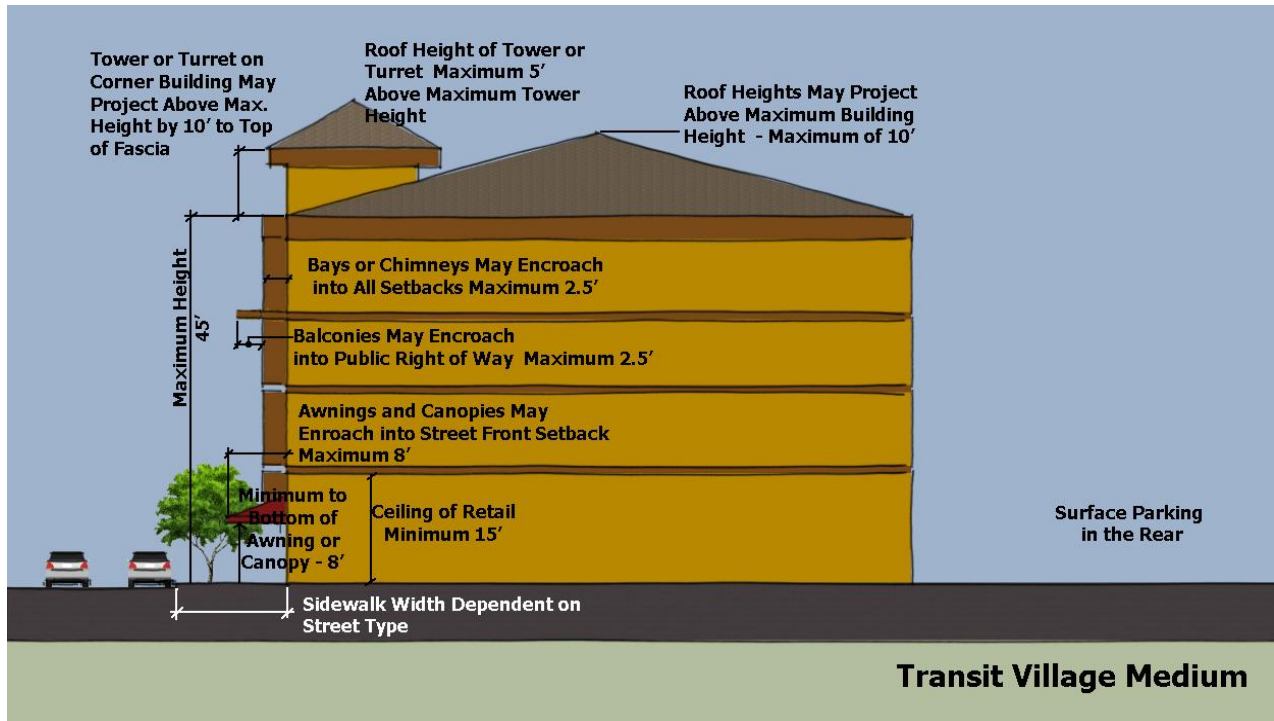 Tower or Turret on
Corner Building May
Project Above Max.
Height by 10′ to Top
of Fascia
Roof Height of Tower or
Turret Maximum 5′
Above Maximum Tower
Height
Roof Heights May Project
Above Maximum Building
Height - Maximum of 10′
Maximum Height
45′
Bays or Chimneys May Encroach
into All Setbacks Maximum 2.5′
Balconies May Encroach
into Public Right of Way Maximum 2.5′
Awnings and Canopies May
Enroach into Street Front Setback
Maximum 8′
Minimum to
Bottom of
Awning or
Canopy - 8′
Ceiling of Retail
Minimum 15′
Surface Parking
in the Rear
Sidewalk Width Dependent on
Street Type
Transit Village Medium